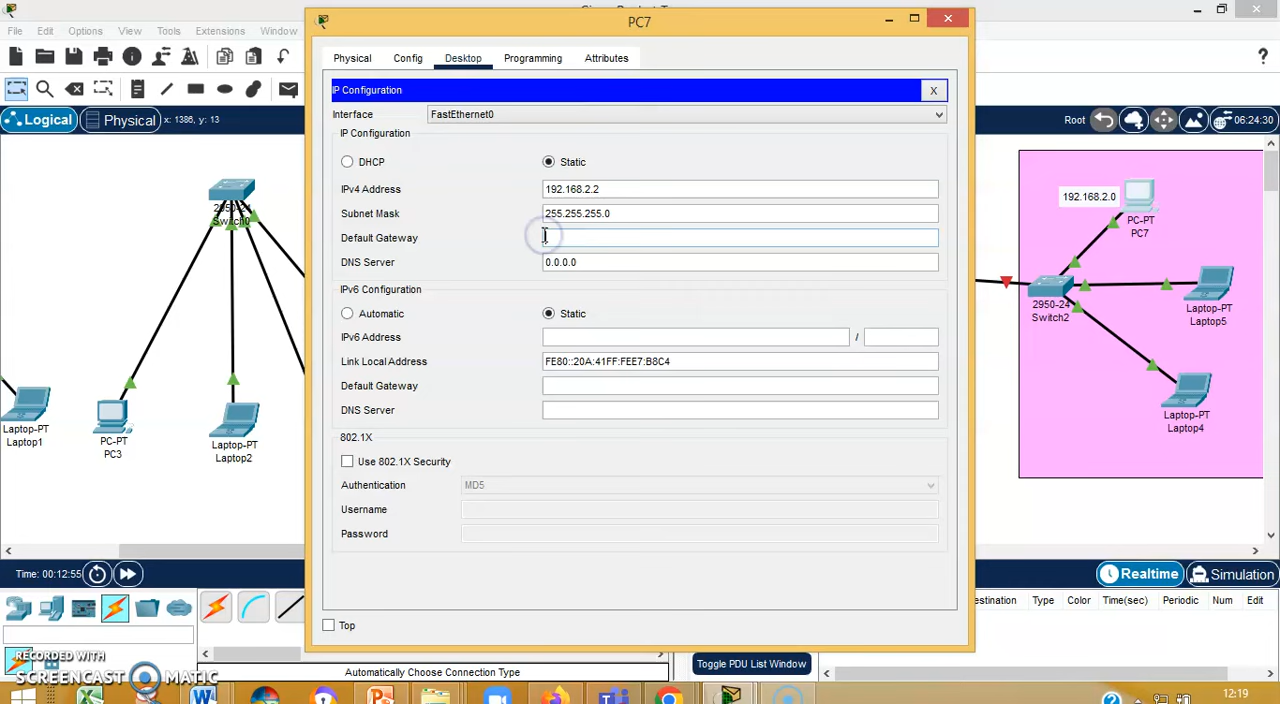 PC7
File Edit Options View Tools Extensions Window
?
Physical Config Desktop Programming Attributes
IP Configuration X
Interface FastEthernet0
IP Configuration
DHCP Static
IPv4 Address 192.168.2.2
Subnet Mask 255.255.255.0
Default Gateway
DNS Server 0.0.0.0
IPv6 Configuration
Automatic Static
IPv6 Address /
Link Local Address FE80::20A:41FF:FEE7:B8C4
Default Gateway
DNS Server
802.1X
Use 802.1X Security
Authentication MD5
Username
Password
Top
Logical Physical x: 1386, y: 13
Root 06:24:30
2950-24
Switch0
Laptop-PT
Laptop1
PC-PT
PC3
Laptop-PT
Laptop2
192.168.2.0
PC-PT
PC7
2950-24
Switch2
Laptop-PT
Laptop5
Laptop-PT
Laptop4
Time: 00:12:55
Realtime Simulation
estination Type Color Time(sec) Periodic Num Edit
Automatically Choose Connection Type
Toggle PDU List Window
RECORDED WITH
SCREENCAST MATIC
12:19